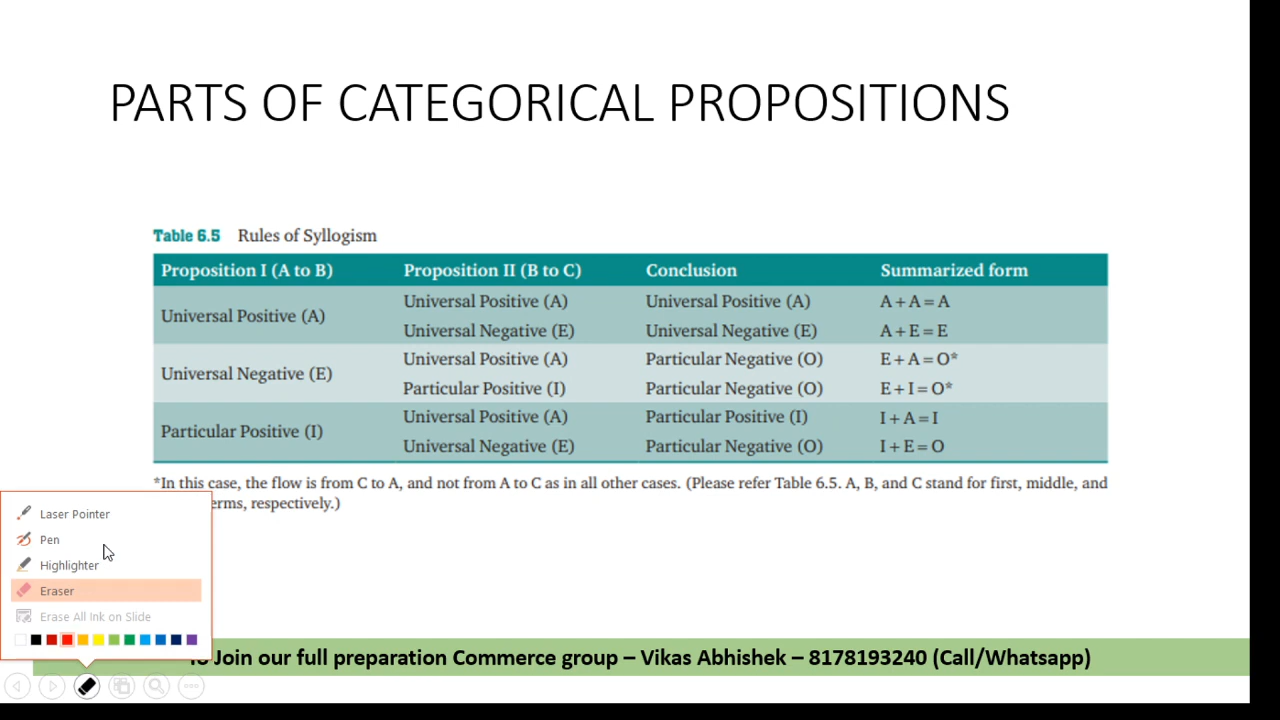 PARTS OF CATEGORICAL PROPOSITIONS
Table 6.5 Rules of Syllogism
Proposition I (A to B) Proposition II (B to C) Conclusion Summarized form
Universal Positive (A) Universal Positive (A) Universal Positive (A) A + A = A
Universal Negative (E) Universal Negative (E) A + E = E
Universal Negative (E) Universal Positive (A) Particular Negative (O) E + A = O*
Particular Positive (I) Particular Negative (O) E + I = O*
Particular Positive (I) Universal Positive (A) Particular Positive (I) I + A = I
Universal Negative (E) Particular Negative (O) I + E = O
*In this case, the flow is from C to A, and not from A to C as in all other cases. (Please refer Table 6.5. A, B, and C stand for first, middle, and
erms, respectively.)
Laser Pointer
Pen
Highlighter
Eraser
Erase All Ink on Slide
To Join our full preparation Commerce group – Vikas Abhishek – 8178193240 (Call/Whatsapp)